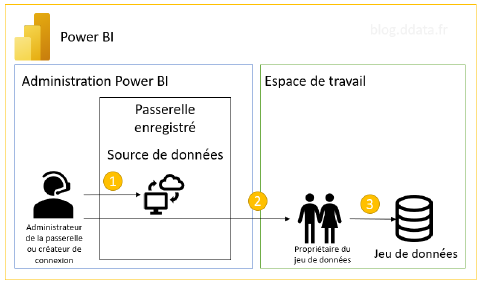 blog.ddata.fr
Power BI
Administration Power BI
Espace de travail
Passerelle
enregistré
Source de données
1
2
3
Administrateur
de la passerelle
ou créateur de
connexion
Propriétaire du
jeu de données
Jeu de données